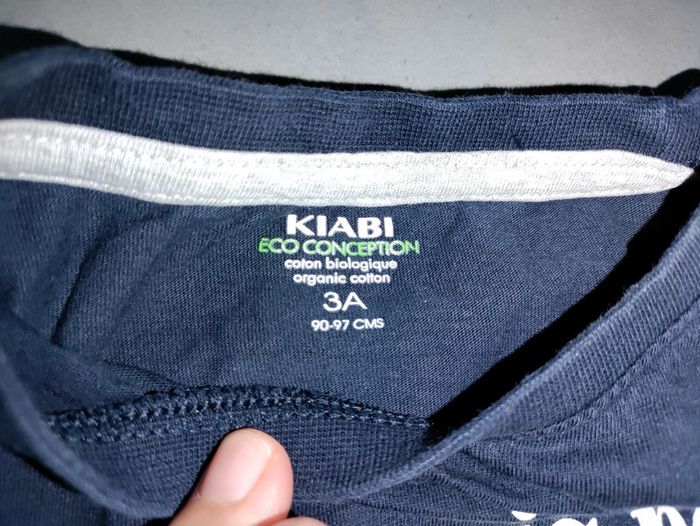 KIABI
ECO CONCEPTION
coton biologique
organic cotton
3A
90-97 CMS